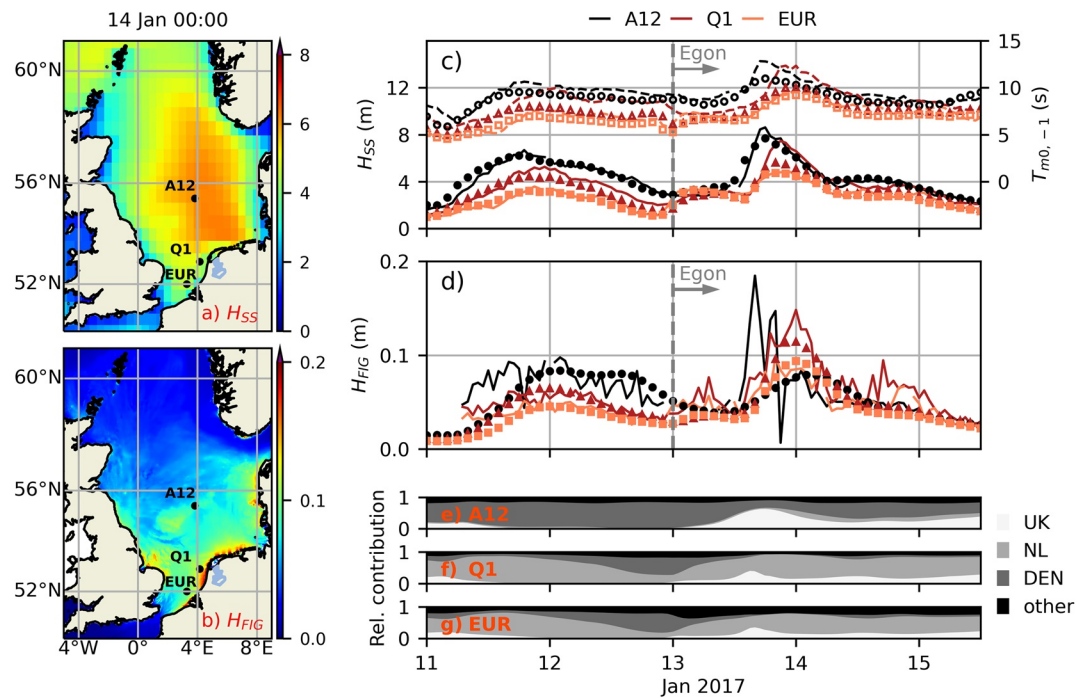 14 Jan 00:00
60°N
56°N
52°N
A12
Q1
EUR
a) H_SS
8
6
4
2
0
60°N
56°N
52°N
A12
Q1
EUR
b) H_FIG
4°W 0° 4°E 8°E
0.2
0.1
0.0
A12 Q1 EUR
c)
Egon
H_SS (m)
12
8
4
0
15
10
5
0
T_m0, −1 (s)
d)
Egon
H_FIG (m)
0.2
0.1
0.0
Rel. contribution
1
0
e) A12
1
0
f) Q1
1
0
g) EUR
UK
NL
DEN
other
11 12 13 14 15
Jan 2017